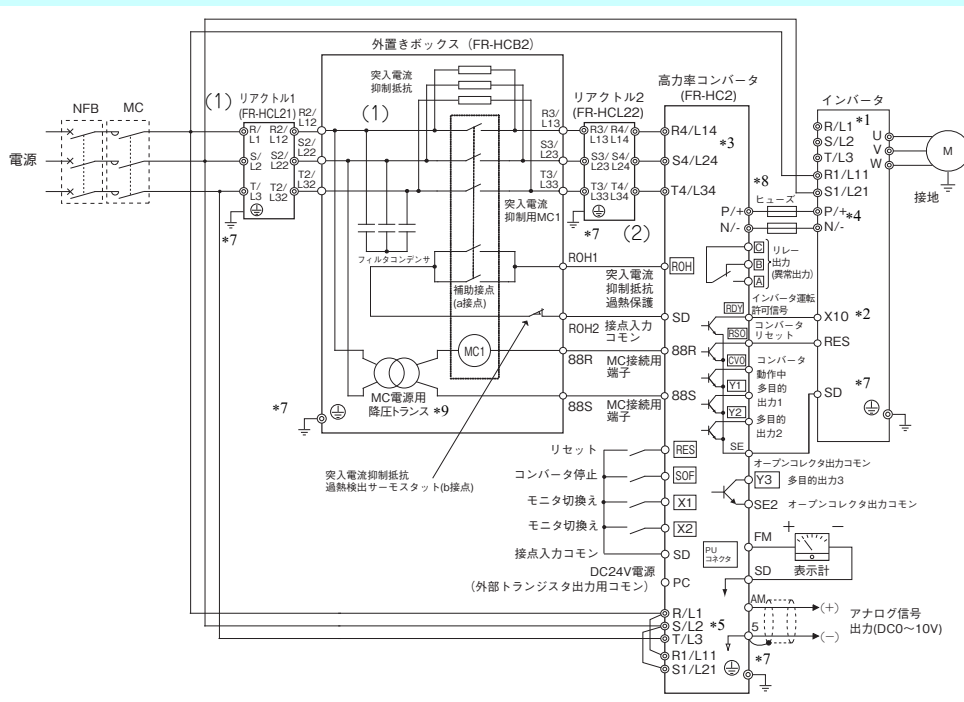 外置きボックス（FR-HCB2）
NFB
MC
電源
(1)
リアクトル1
(FR-HCL21)
R/
L1
R2/
L12
S/
L2
S2/
L22
T/
L3
T2/
L32
*7
R2/
L12
S2/
L22
T2/
L32
(1)
突入電流
抑制抵抗
フィルタコンデンサ
補助接点
(a接点)
突入電流
抑制用MC1
MC1
MC電源用
降圧トランス *9
*7
突入電流抑制抵抗
過熱検出サーモスタット(b接点)
R3/
L13
S3/
L23
T3/
L33
リアクトル2
(FR-HCL22)
R3/
L13
R4/
L14
S3/
L23
S4/
L24
T3/
L33
T4/
L34
*7
(2)
ROH1
突入電流
抑制抵抗
過熱保護
ROH2
接点入力
コモン
88R
MC接続用
端子
88S
MC接続用
端子
高力率コンバータ
(FR-HC2)
R4/L14
*3
S4/L24
T4/L34
ROH
SD
88R
88S
リセット
RES
コンバータ停止
SOF
モニタ切換え
X1
モニタ切換え
X2
接点入力コモン
SD
DC24V電源
（外部トランジスタ出力用コモン）
PC
R/L1
S/L2
*5
T/L3
R1/L11
S1/L21
*8
P/+
ヒューズ
N/-
C
B
A
リレー
出力
(異常出力)
RDY
インバータ運転
許可信号
RSO
コンバータ
リセット
CVO
コンバータ
動作中
Y1
多目的
出力1
Y2
多目的
出力2
SE
オープンコレクタ出力コモン
Y3
多目的出力3
SE2
オープンコレクタ出力コモン
PU
コネクタ
FM
+
−
SD
表示計
AM
(+)
5
(−)
アナログ信号
出力(DC0～10V)
*7
インバータ
R/L1
*1
S/L2
T/L3
R1/L11
S1/L21
U
V
W
M
接地
P/+
*4
N/-
X10
*2
RES
SD
*7